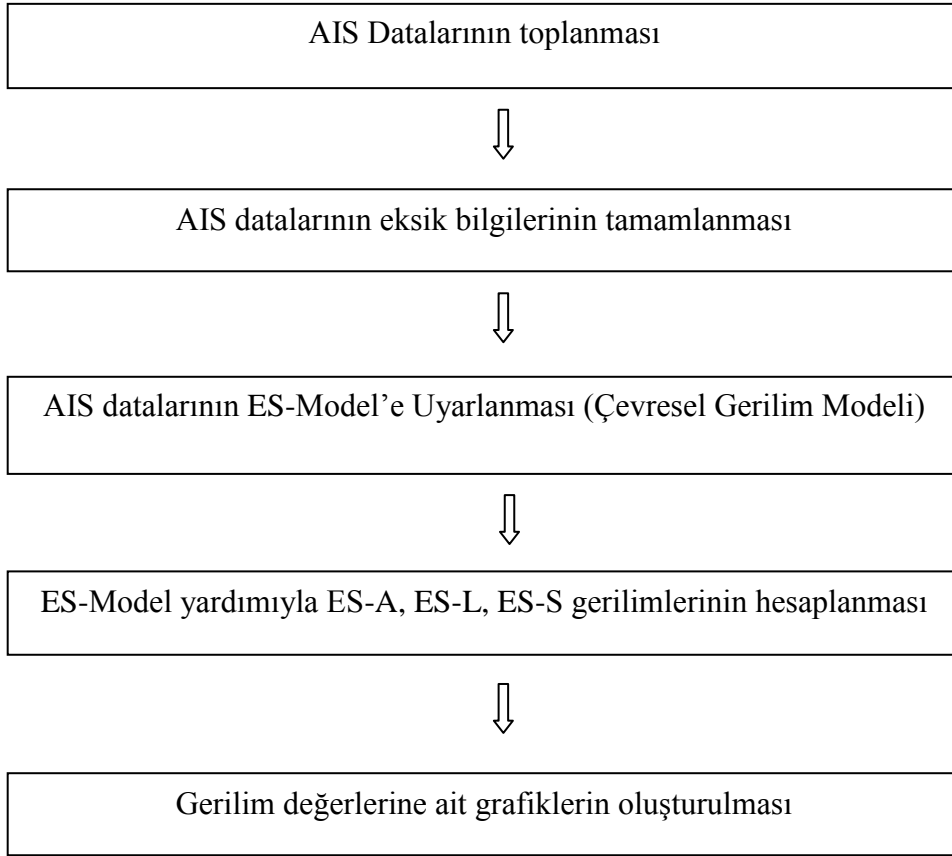 AIS Datalarının toplanması
AIS datalarının eksik bilgilerinin tamamlanması
AIS datalarının ES-Model’e Uyarlanması (Çevresel Gerilim Modeli)
ES-Model yardımıyla ES-A, ES-L, ES-S gerilimlerinin hesaplanması
Gerilim değerlerine ait grafiklerin oluşturulması